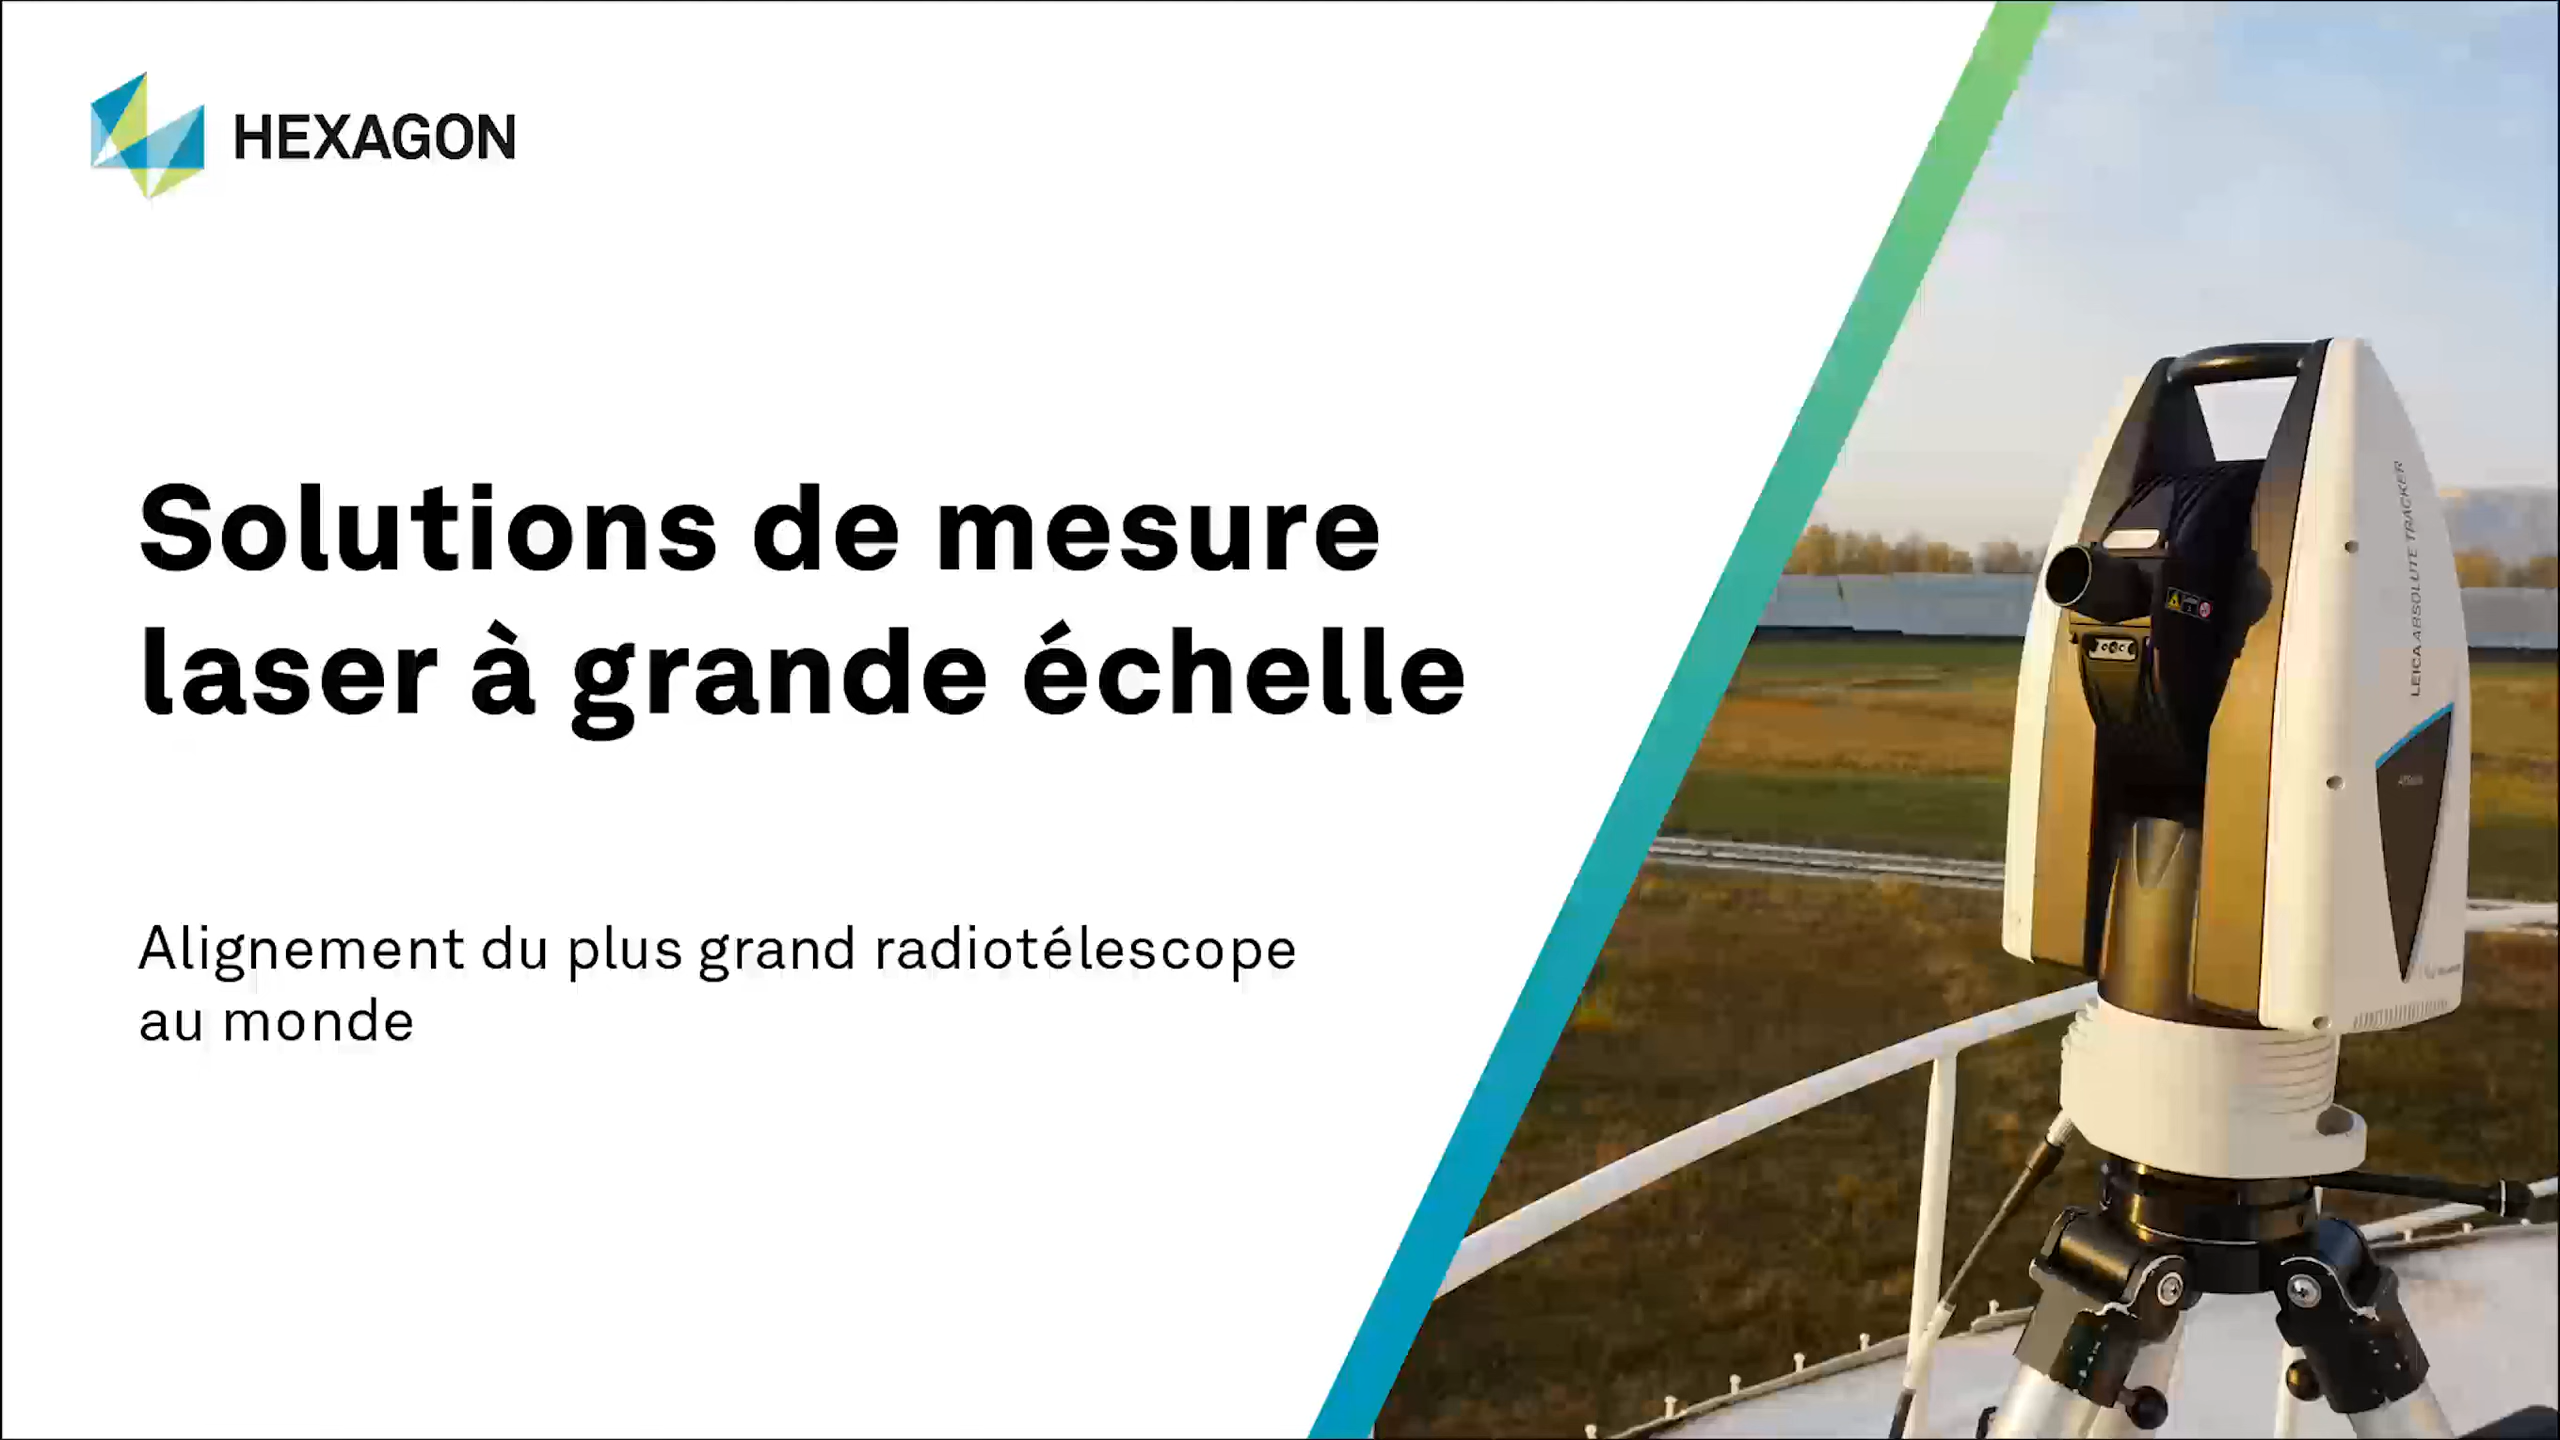 HEXAGON
Solutions de mesure
laser à grande échelle
Alignement du plus grand radiotélescope
au monde
LEICA ABSOLUTE TRACKER